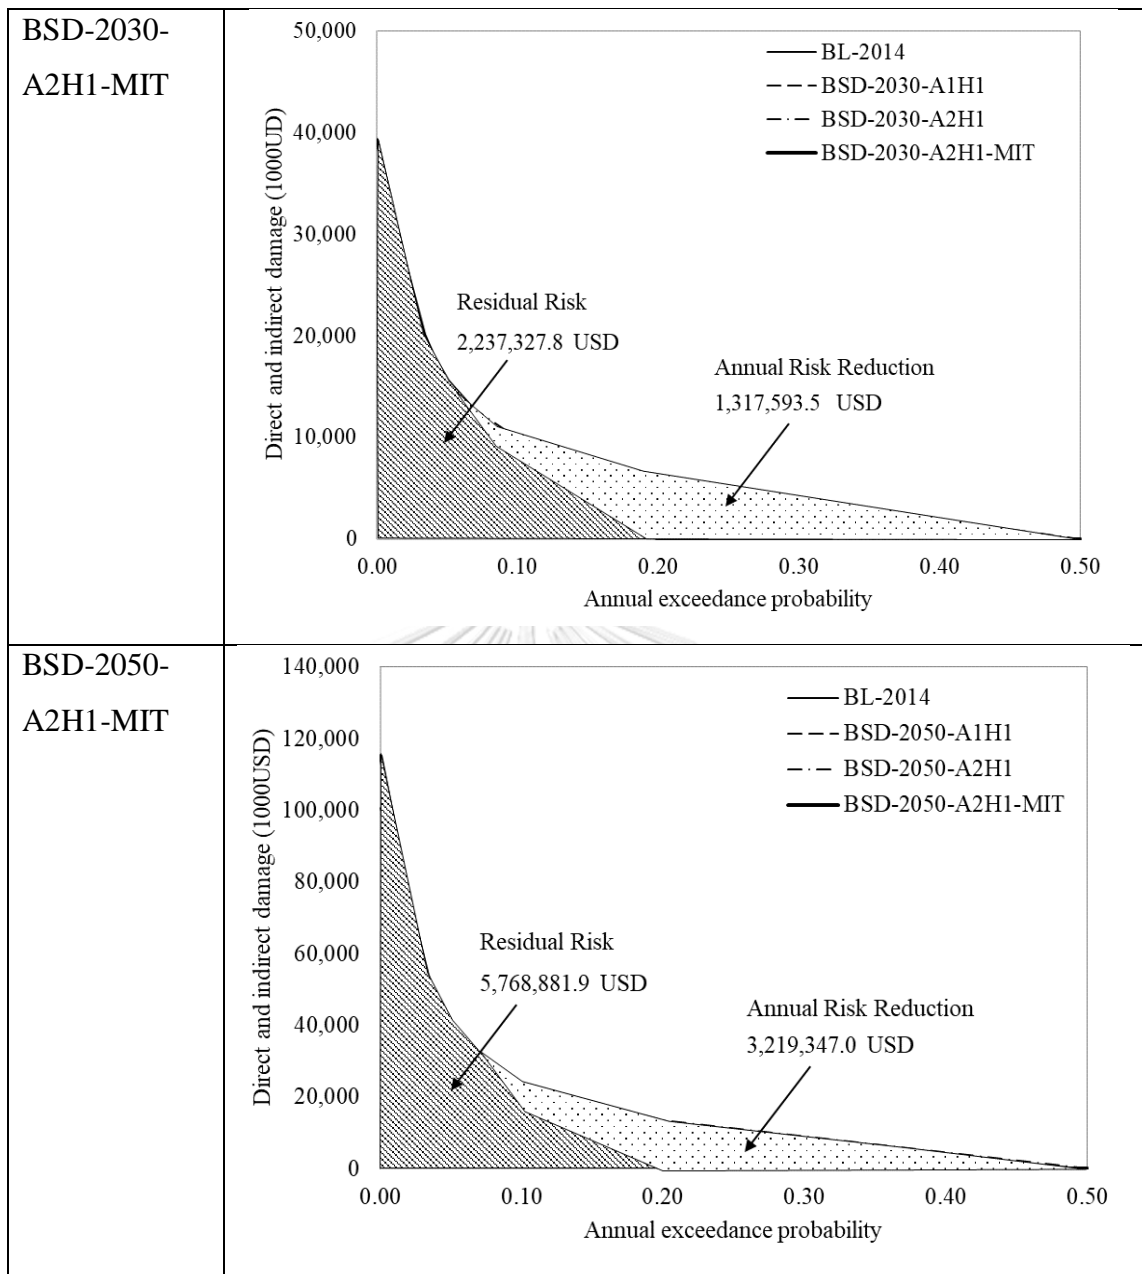 BSD-2030-
A2H1-MIT
50,000
40,000
30,000
20,000
10,000
0
Direct and indirect damage (1000UD)
BL-2014
BSD-2030-A1H1
BSD-2030-A2H1
BSD-2030-A2H1-MIT
Residual Risk
2,237,327.8 USD
Annual Risk Reduction
1,317,593.5 USD
0.00 0.10 0.20 0.30 0.40 0.50
Annual exceedance probability
BSD-2050-
A2H1-MIT
140,000
120,000
100,000
80,000
60,000
40,000
20,000
0
Direct and indirect damage (1000USD)
BL-2014
BSD-2050-A1H1
BSD-2050-A2H1
BSD-2050-A2H1-MIT
Residual Risk
5,768,881.9 USD
Annual Risk Reduction
3,219,347.0 USD
0.00 0.10 0.20 0.30 0.40 0.50
Annual exceedance probability